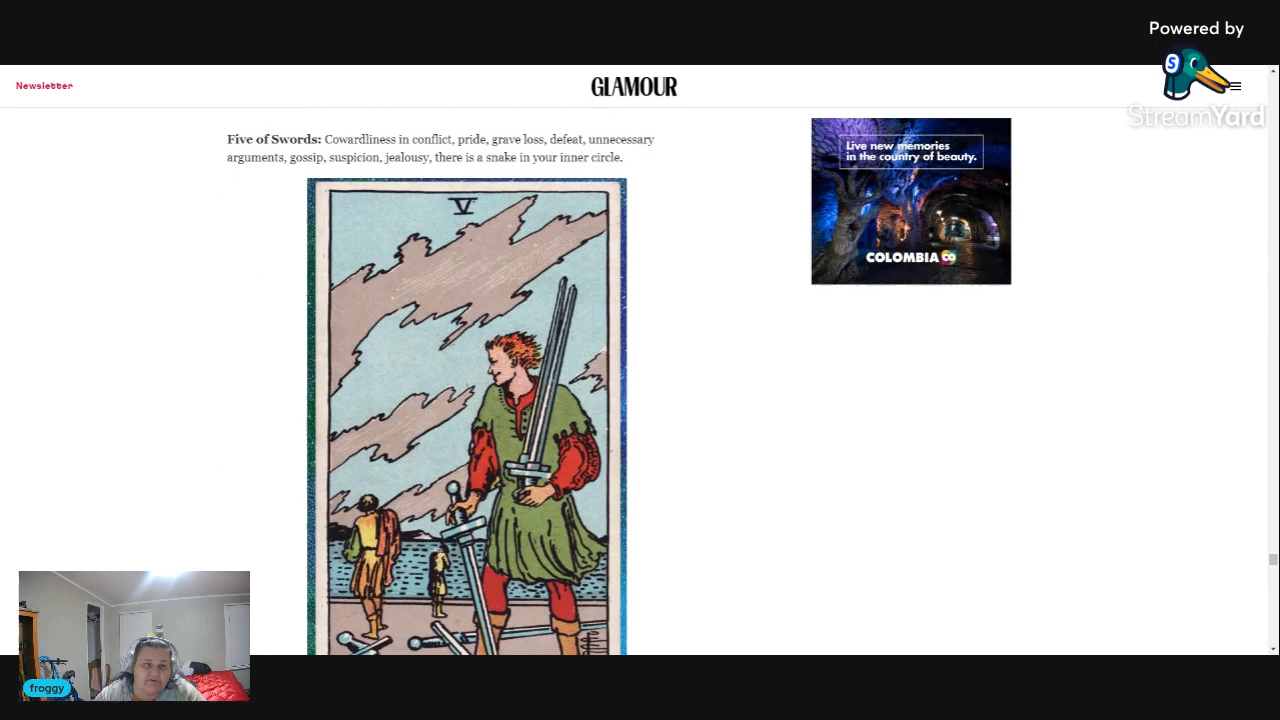 Powered by
StreamYard
Newsletter
GLAMOUR
Five of Swords: Cowardliness in conflict, pride, grave loss, defeat, unnecessary
arguments, gossip, suspicion, jealousy, there is a snake in your inner circle.
Live new memories
in the country of beauty.
COLOMBIA CO
V
froggy